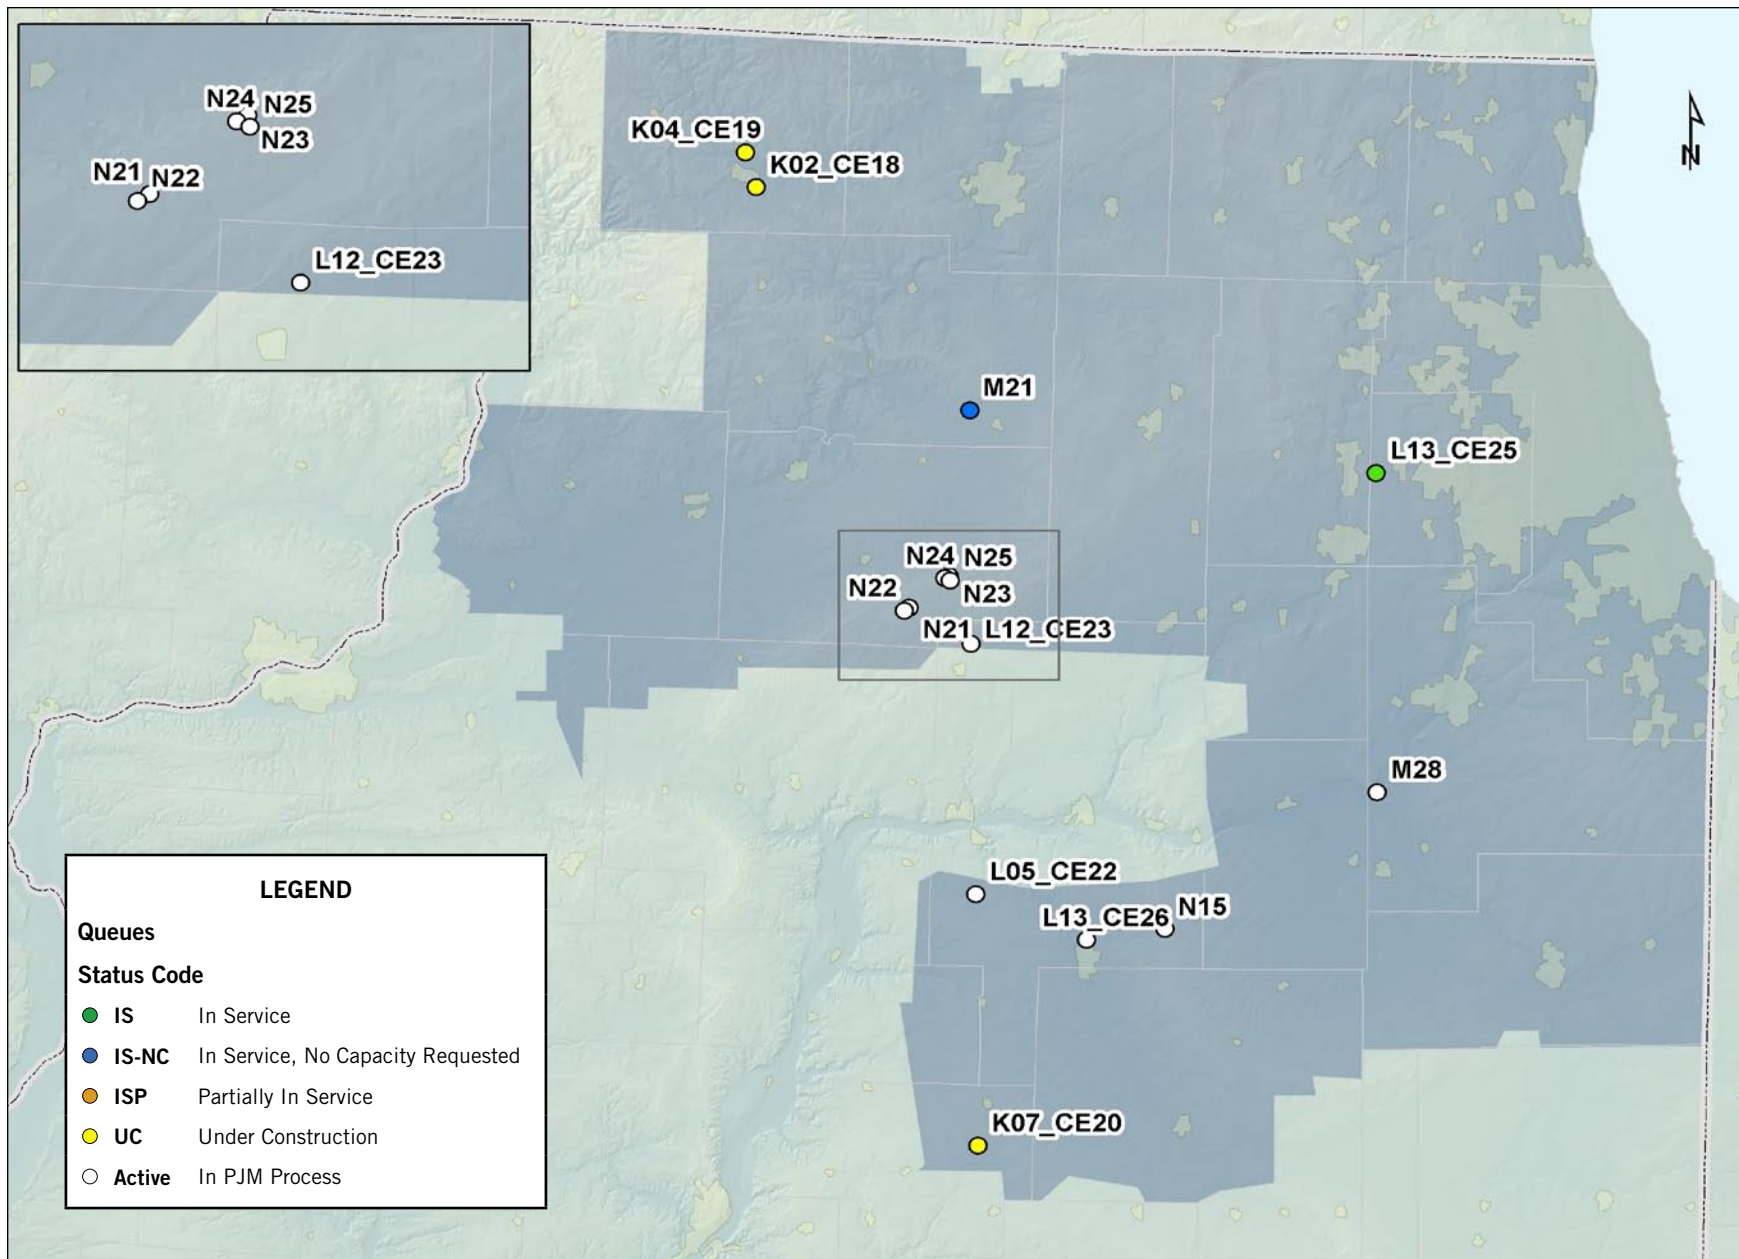 N24 N25
N23
N21 N22
L12_CE23
K04_CE19
K02_CE18
N
M21
L13_CE25
N24 N25
N22 N23
N21 L12_CE23
M28
L05_CE22
L13_CE26 N15
K07_CE20
LEGEND
Queues
Status Code
IS In Service
IS-NC In Service, No Capacity Requested
ISP Partially In Service
UC Under Construction
Active In PJM Process